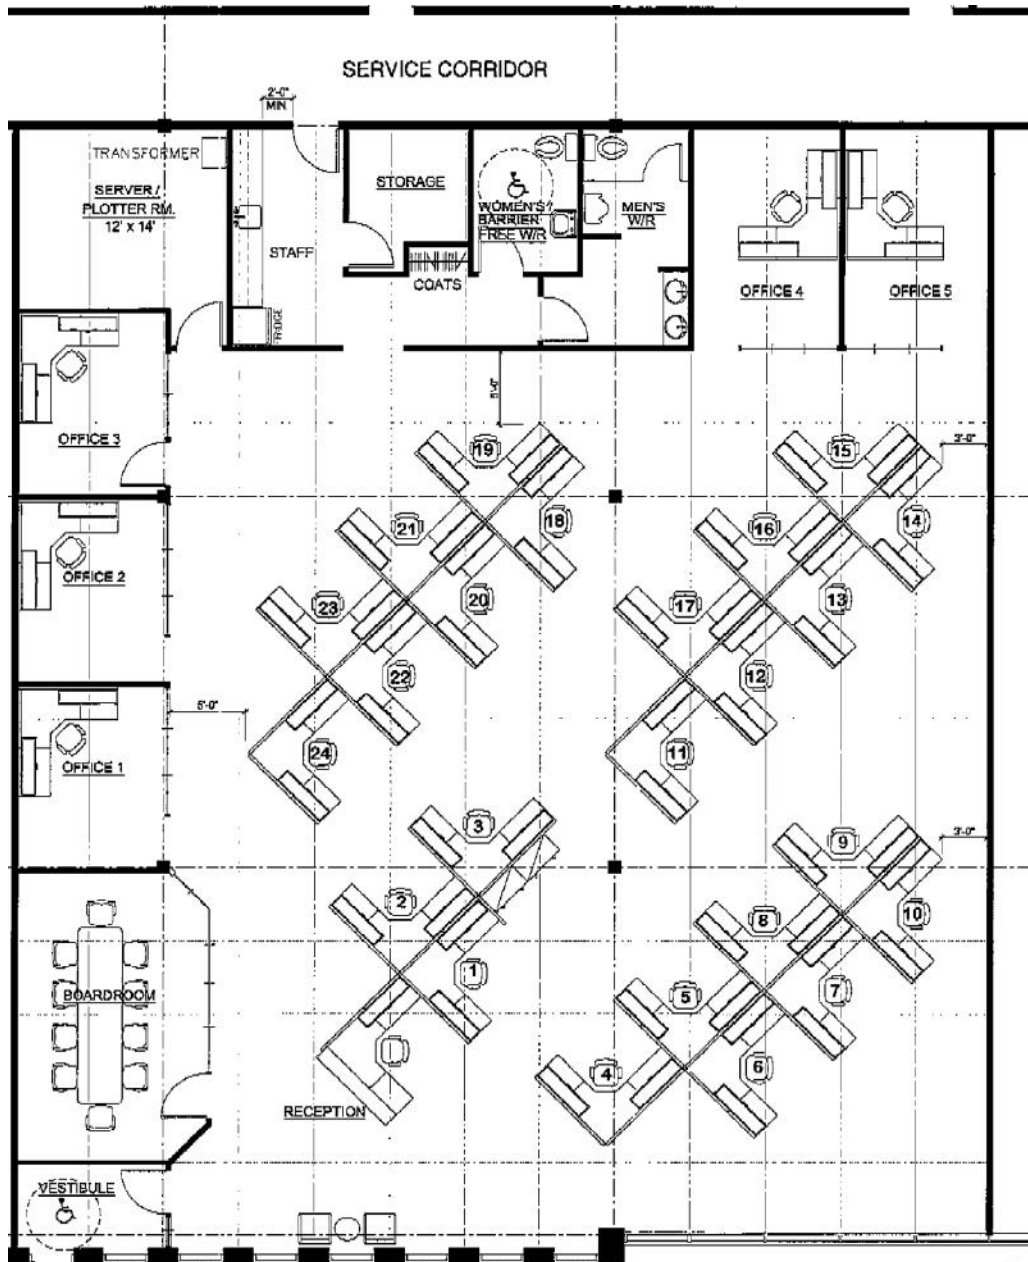 SERVICE CORRIDOR
2'-0"
MIN.
TRANSFORMER
SERVER /
PLOTTER RM.
12' x 14'
STAFF
FRIDGE
STORAGE
COATS
WOMEN'S /
BARRIER
FREE W/R
MEN'S
W/R
OFFICE 4
OFFICE 5
OFFICE 3
5'-0"
3'-0"
19
15
18
14
21
16
OFFICE 2
20
13
23
17
22
12
5'-0"
OFFICE 1
24
11
3
9
3'-0"
2
8
10
1
7
BOARDROOM
5
6
4
RECEPTION
VESTIBULE